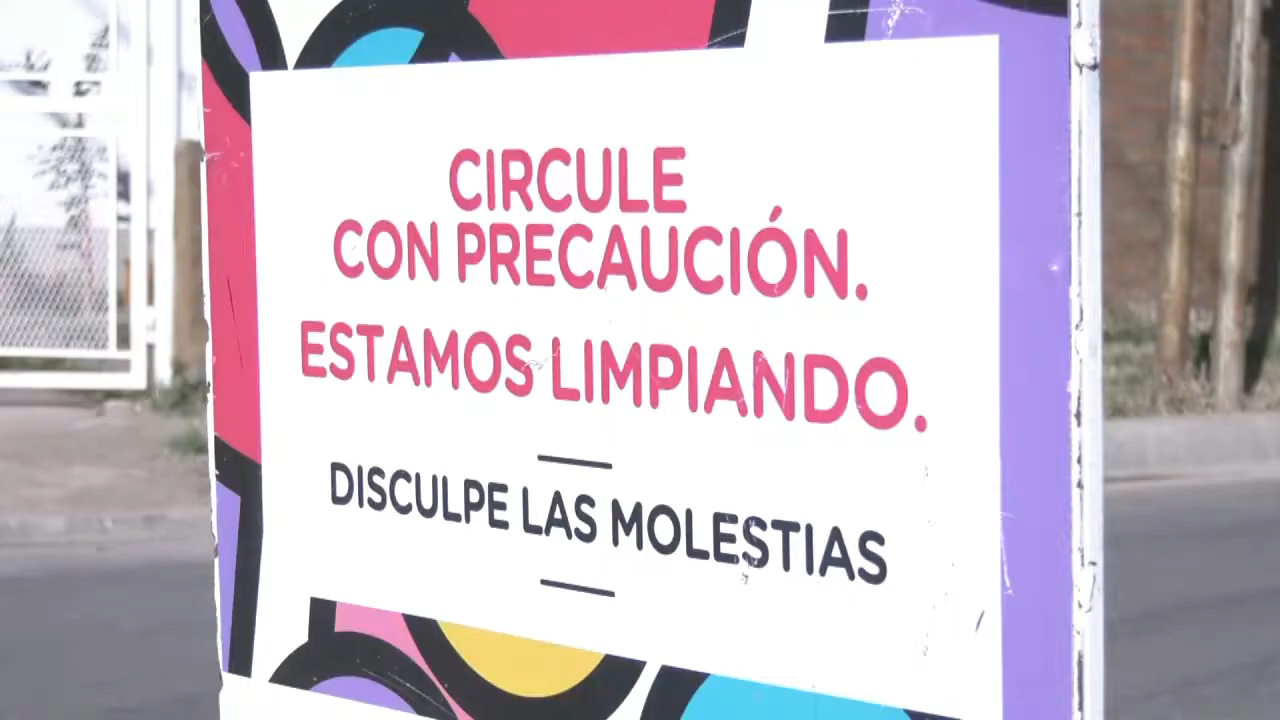 CIRCULE
CON PRECAUCIÓN.
ESTAMOS LIMPIANDO.
DISCULPE LAS MOLESTIAS